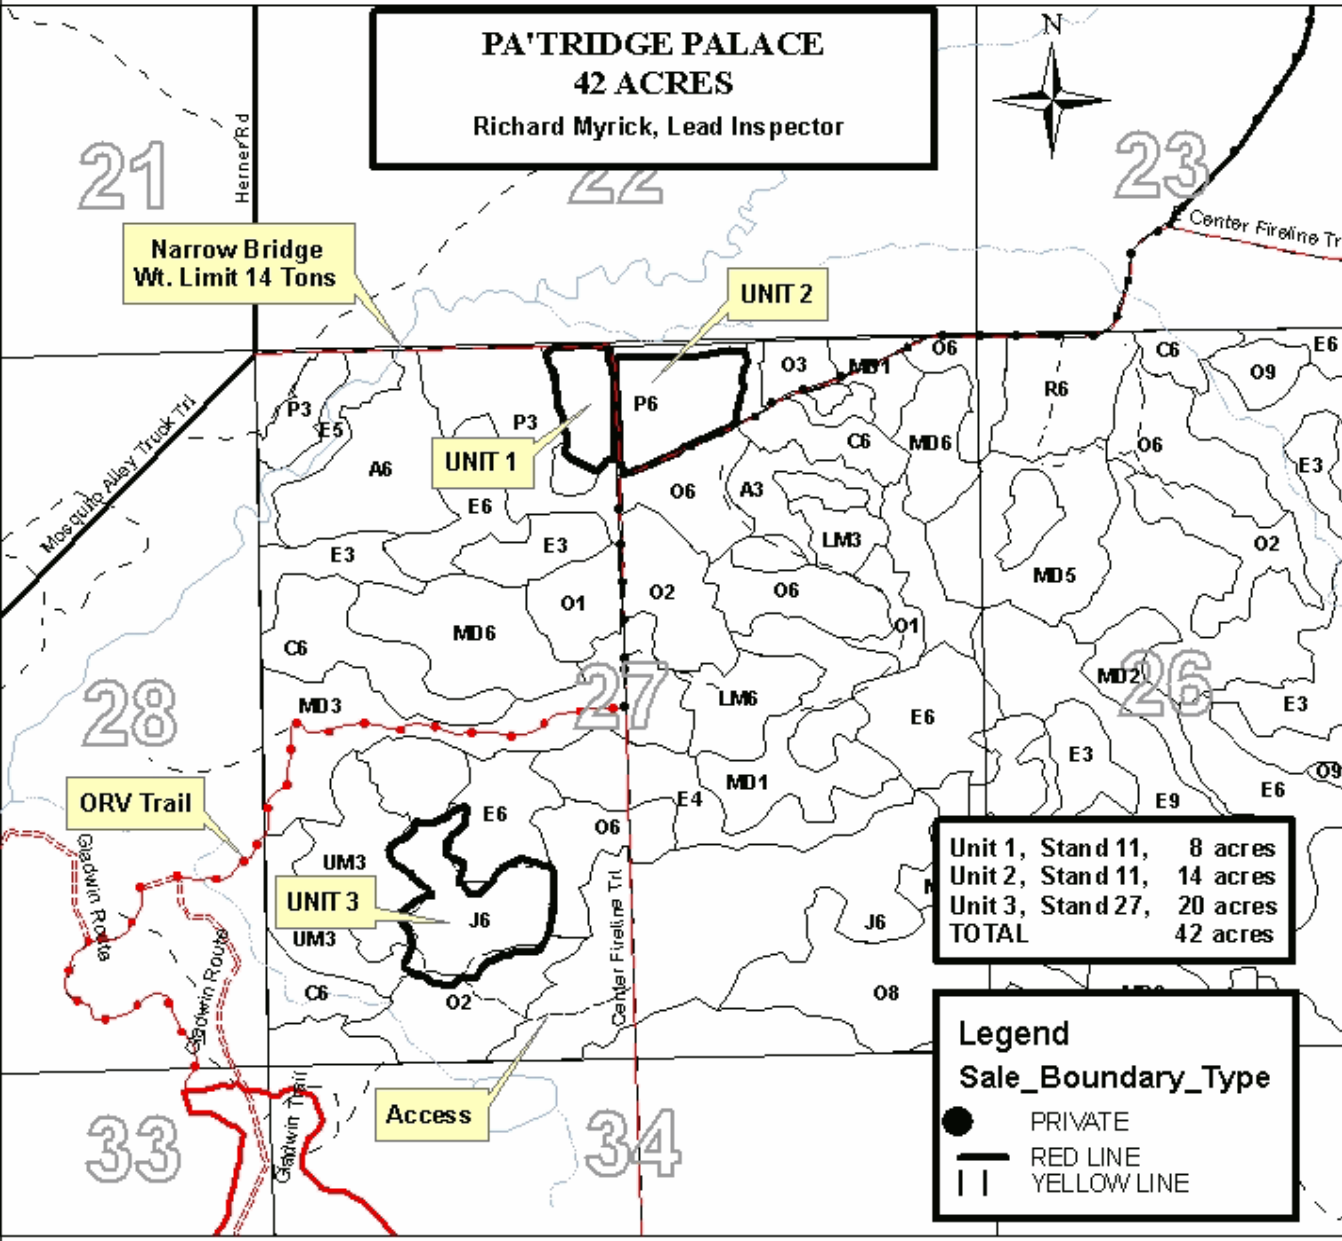 PA'TRIDGE PALACE
42 ACRES
Richard Myrick, Lead Inspector
N
21
22
23
Herner Rd
E Center Fireline Tr
Narrow Bridge
Wt. Limit 14 Tons
UNIT 2
O3
MD1
O6
C6
E6
O9
R6
P3
E5
P3
P6
UNIT 1
A6
C6
MD6
O6
E3
Mosquito Alley Truck Trl
E6
O6
A3
E3
E3
LM3
O2
MD5
O1
O2
O6
O1
MD6
C6
28
27
26
MD2
MD3
LM6
E6
E3
E3
ORV Trail
MD1
E4
E9
E6
O9
E6
O6
UM3
Gladwin Route
UNIT 3
J6
J6
UM3
Gladwin Route
Center Fireline Trl
C6
O2
O8
Unit 1, Stand 11, 8 acres
Unit 2, Stand 11, 14 acres
Unit 3, Stand 27, 20 acres
TOTAL 42 acres
Access
Gladwin Trail
33
34
Legend
Sale_Boundary_Type
PRIVATE
RED LINE
YELLOW LINE